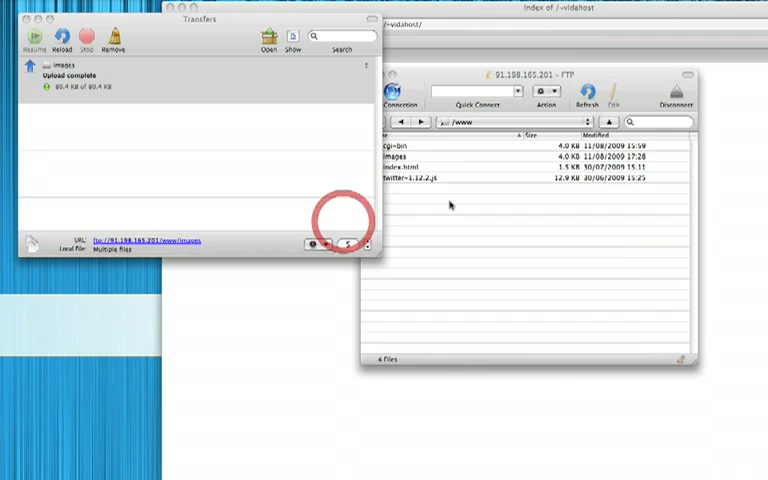 Index of /~vidahost/
Transfers
/~vidahost/
Resume Reload Stop Remove Open Show Search
images
Upload complete
80.4 KB of 80.4 KB
URL: ftp://91.198.165.201/www/images
Local File: Multiple files
5
91.198.165.201 – FTP
Connection Quick Connect Action Refresh Edit Disconnect
/www
Size Modified
cgi-bin 4.0 KB 11/08/2009 15:59
images 4.0 KB 11/08/2009 17:28
index.html 1.5 KB 30/07/2009 15:11
twitter-1.12.2.js 12.9 KB 30/06/2009 15:25
4 Files